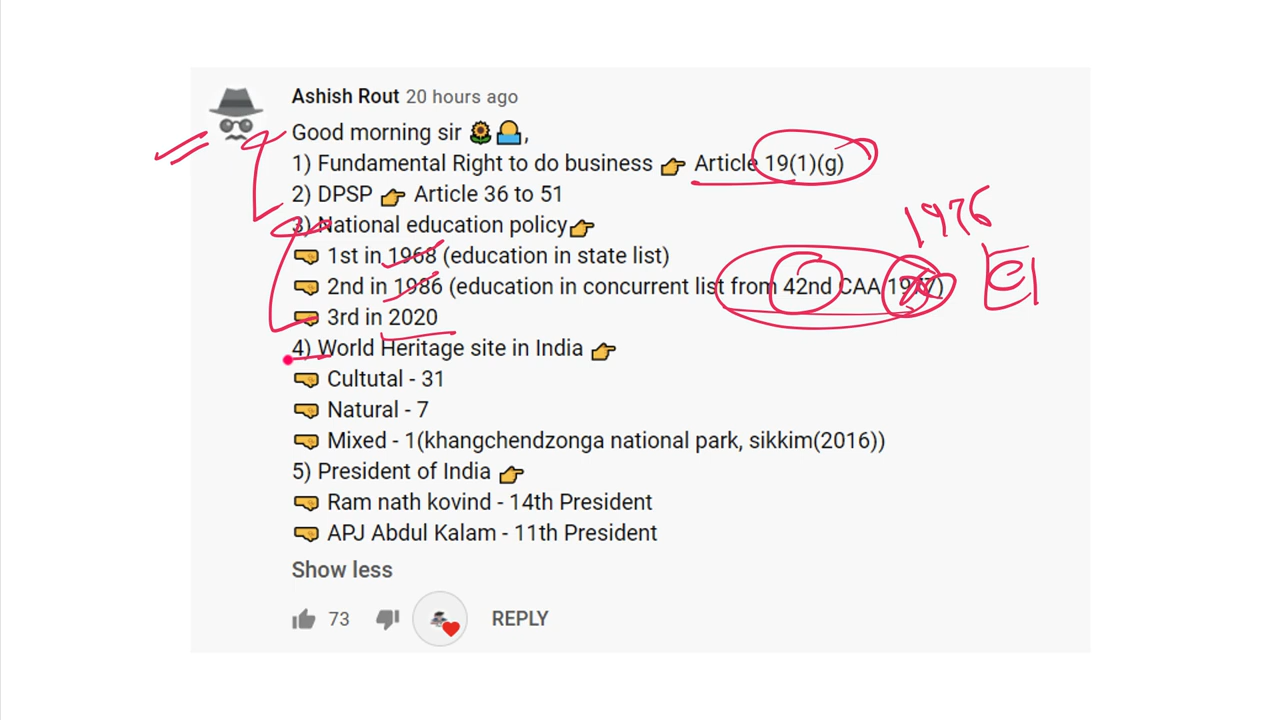 Ashish Rout 20 hours ago
Good morning sir 🌻🌅,
1) Fundamental Right to do business 👉 Article 19(1)(g)
2) DPSP 👉 Article 36 to 51
3) National education policy👉
🤜 1st in 1968 (education in state list)
1976
🤜 2nd in 1986 (education in concurrent list from 42nd CAA 1977)
🤜 3rd in 2020
4) World Heritage site in India 👉
🤜 Cultutal - 31
🤜 Natural - 7
🤜 Mixed - 1(khangchendzonga national park, sikkim(2016))
5) President of India 👉
🤜 Ram nath kovind - 14th President
🤜 APJ Abdul Kalam - 11th President
Show less
73 REPLY